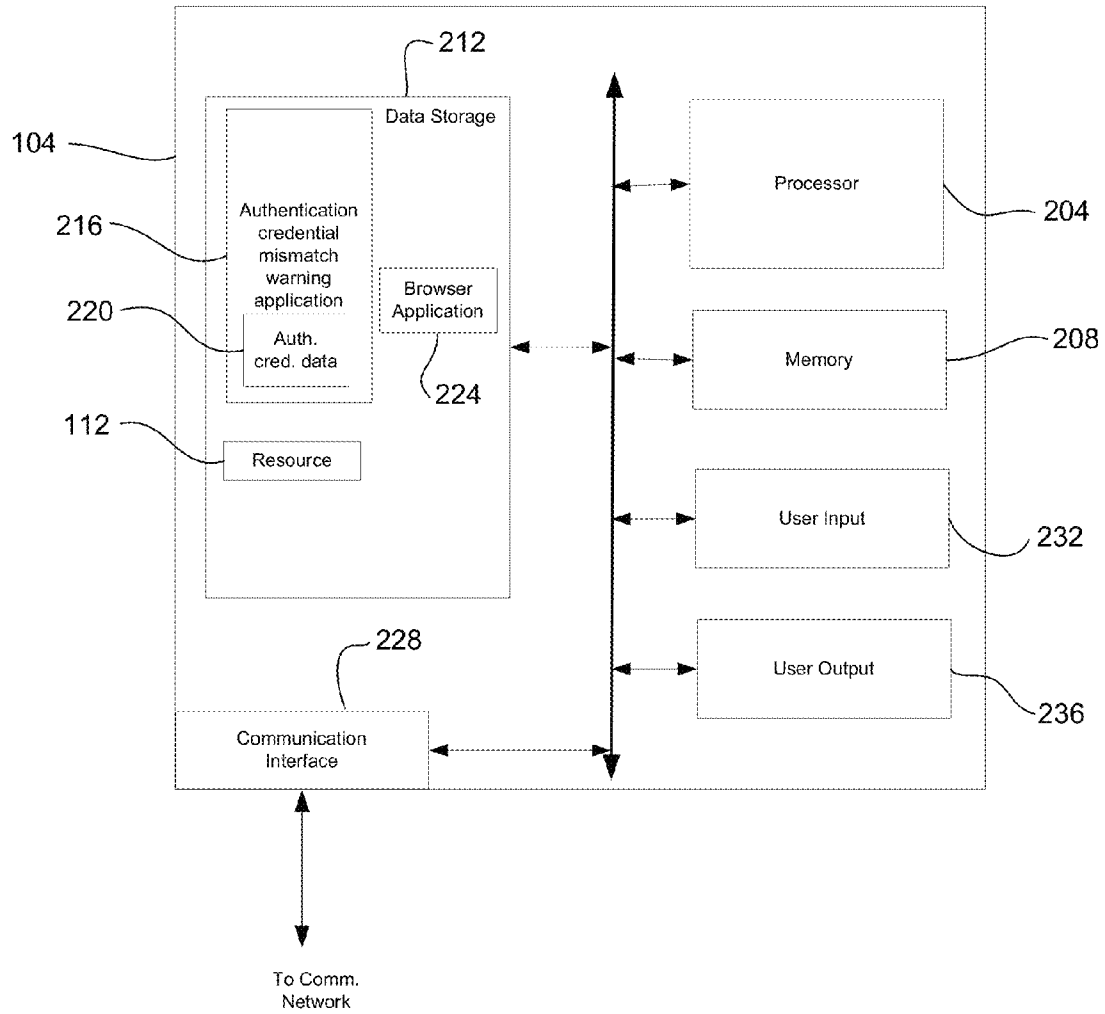 212
Data Storage
104
Processor
204
216
Authentication
credential
mismatch
warning
application
220
Auth.
cred. data
Browser
Application
224
Memory
208
112
Resource
User Input
232
228
User Output
236
Communication
Interface
To Comm.
Network